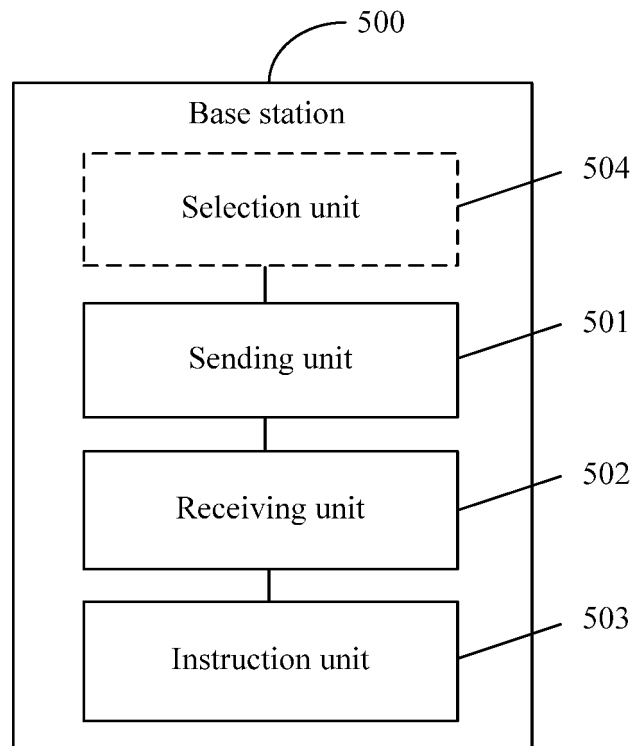 500
Base station
504
Selection unit
501
Sending unit
502
Receiving unit
503
Instruction unit